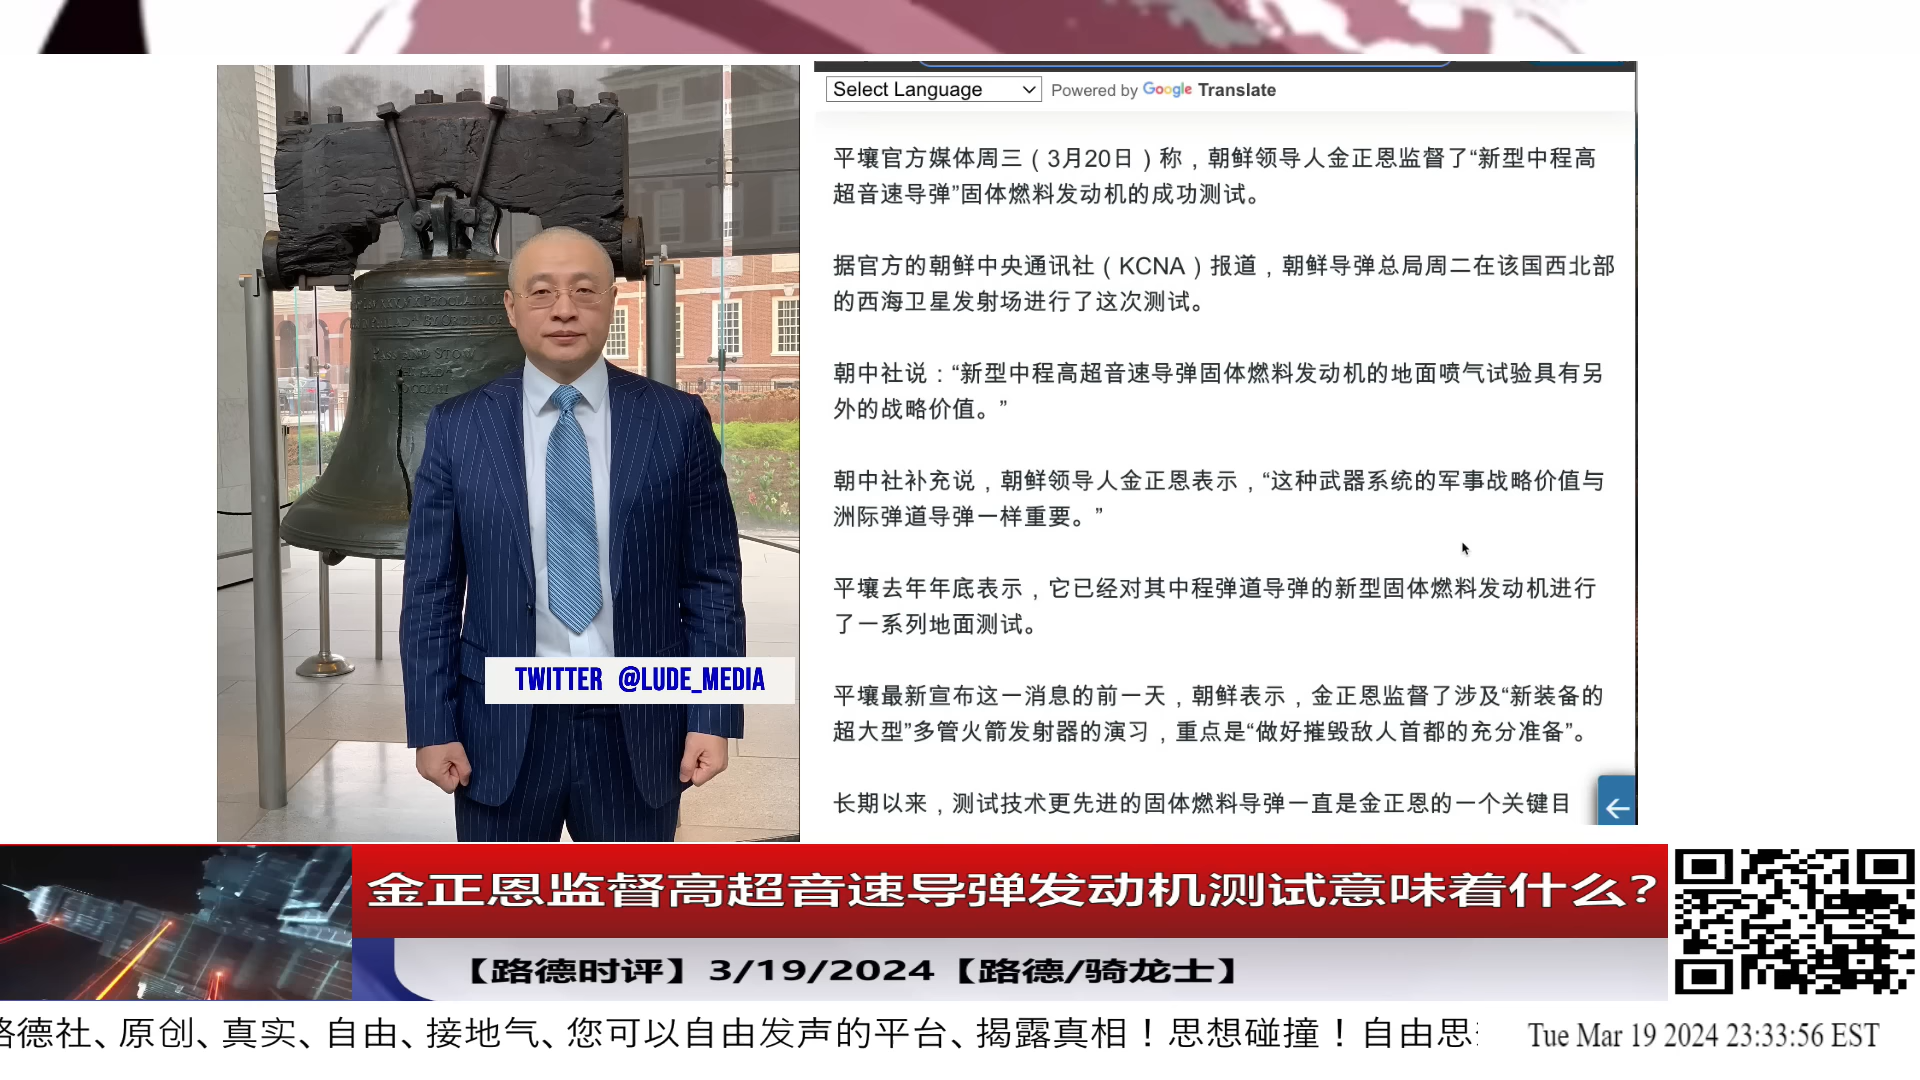 Select Language
Powered by Google Translate
平壤官方媒体周三（3月20日）称，朝鲜领导人金正恩监督了“新型中程高
超音速导弹”固体燃料发动机的成功测试。
据官方的朝鲜中央通讯社（KCNA）报道，朝鲜导弹总局周二在该国西北部
的西海卫星发射场进行了这次测试。
朝中社说：“新型中程高超音速导弹固体燃料发动机的地面喷气试验具有另
外的战略价值。”
朝中社补充说，朝鲜领导人金正恩表示，“这种武器系统的军事战略价值与
洲际弹道导弹一样重要。”
平壤去年年底表示，它已经对其中程弹道导弹的新型固体燃料发动机进行
了一系列地面测试。
平壤最新宣布这一消息的前一天，朝鲜表示，金正恩监督了涉及“新装备的
超大型”多管火箭发射器的演习，重点是“做好摧毁敌人首都的充分准备”。
长期以来，测试技术更先进的固体燃料导弹一直是金正恩的一个关键目
PASS AND STOW
TWITTER @LUDE_MEDIA
金正恩监督高超音速导弹发动机测试意味着什么?
【路德时评】3/19/2024【路德/骑龙士】
路德社、原创、真实、自由、接地气、您可以自由发声的平台、揭露真相！思想碰撞！自由思
Tue Mar 19 2024 23:33:56 EST